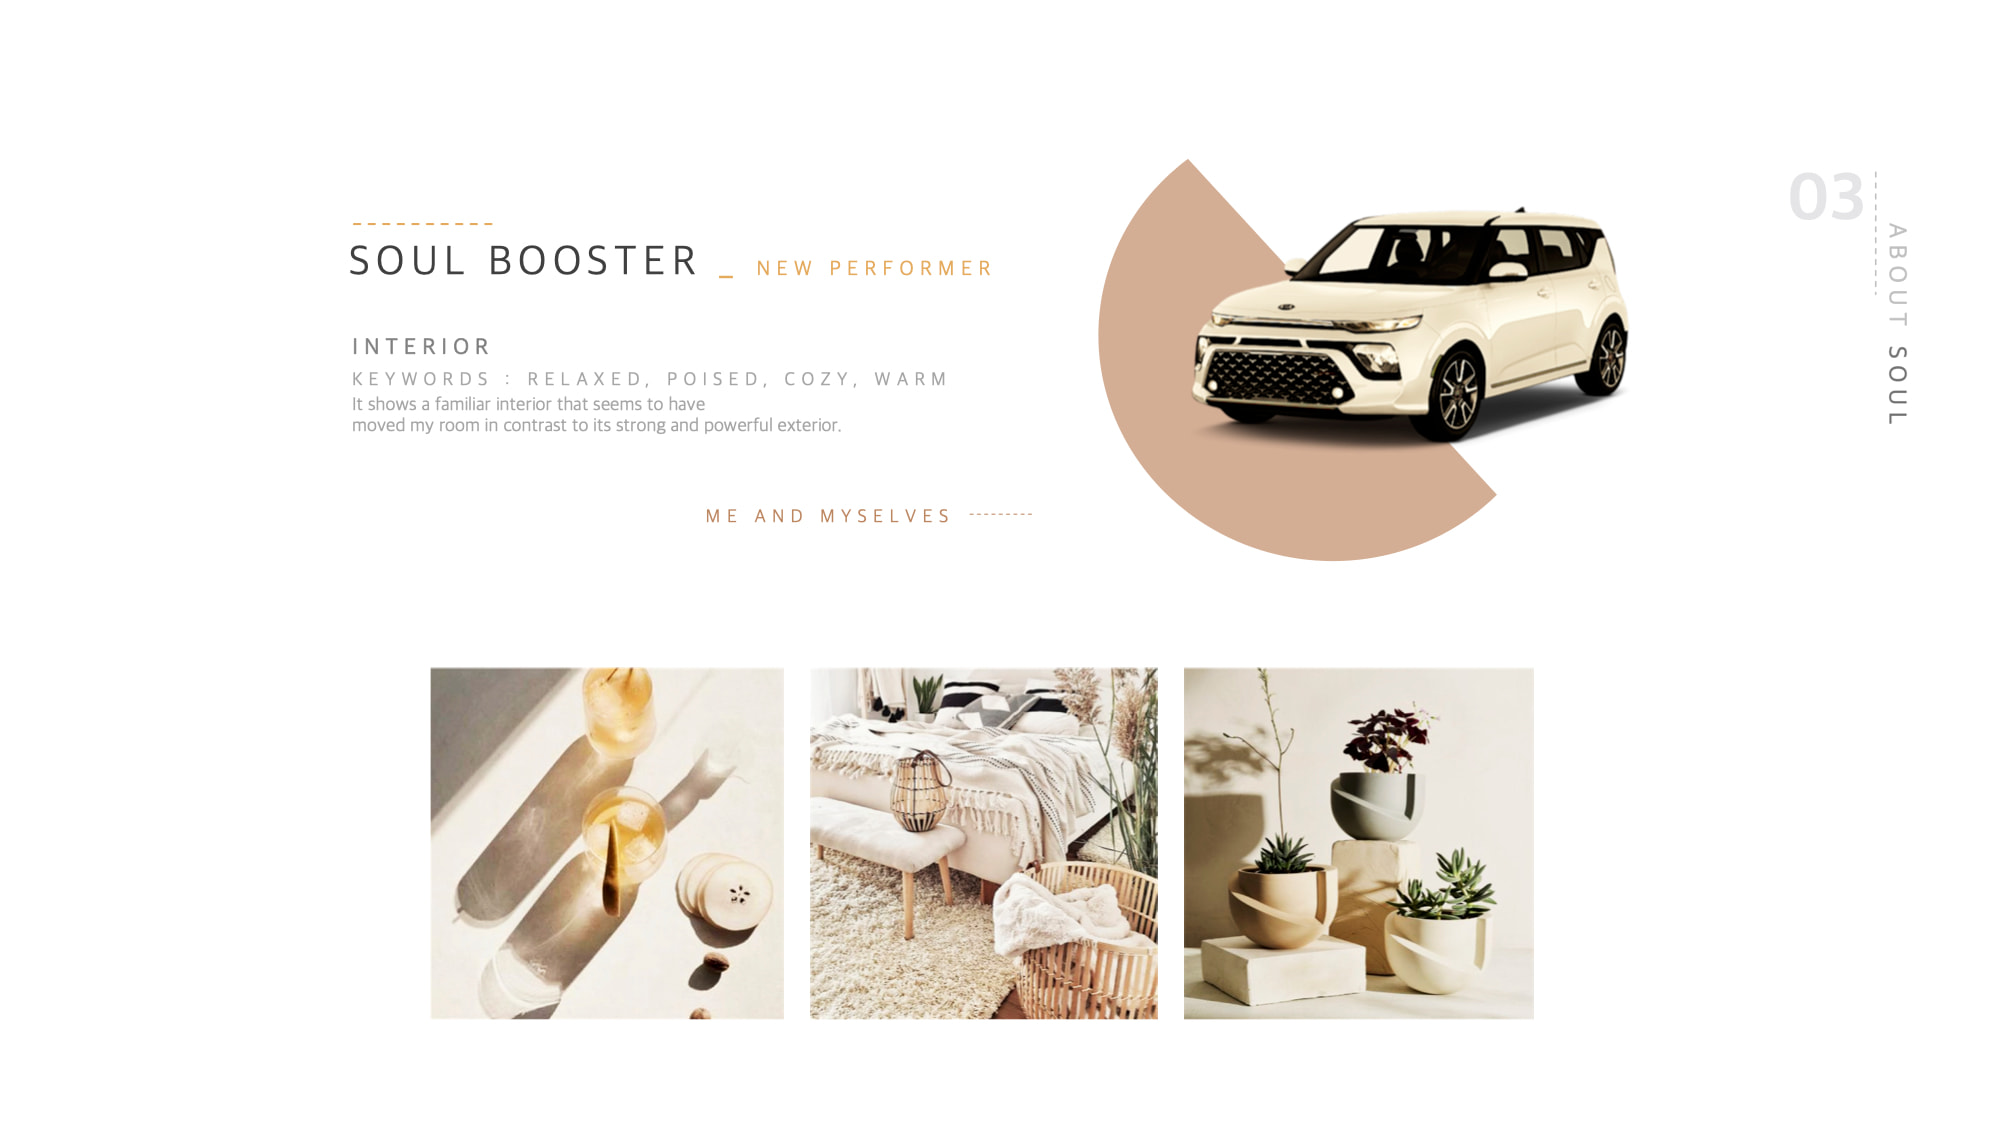 SOUL BOOSTER _ NEW PERFORMER
INTERIOR
KEYWORDS : RELAXED, POISED, COZY, WARM
It shows a familiar interior that seems to have
moved my room in contrast to its strong and powerful exterior.
ME AND MYSELVES
03
ABOUT SOUL